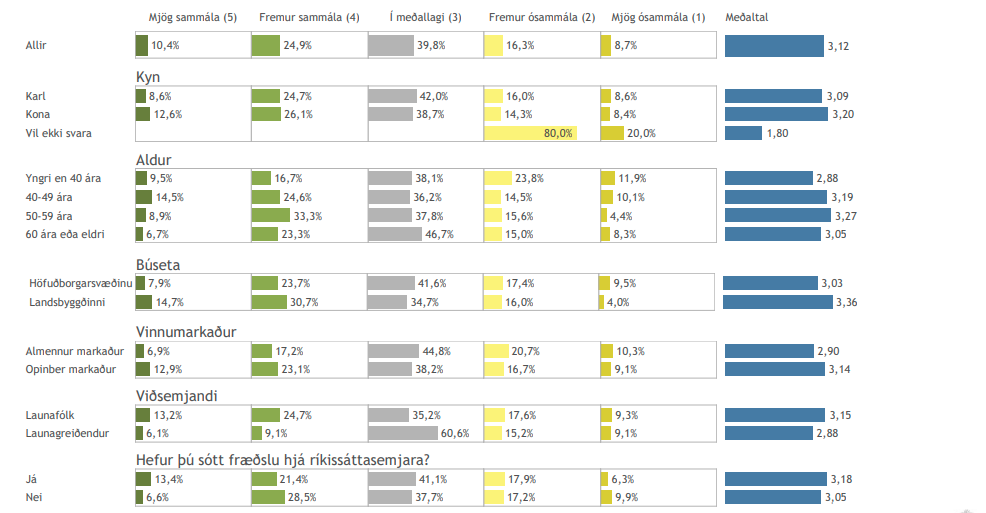 Mjög sammála (5) Fremur sammála (4) Í meðallagi (3) Fremur ósammála (2) Mjög ósammála (1) Meðaltal
Allir 10,4% 24,9% 39,8% 16,3% 8,7% 3,12
Kyn
Karl 8,6% 24,7% 42,0% 16,0% 8,6% 3,09
Kona 12,6% 26,1% 38,7% 14,3% 8,4% 3,20
Vil ekki svara 80,0% 20,0% 1,80
Aldur
Yngri en 40 ára 9,5% 16,7% 38,1% 23,8% 11,9% 2,88
40-49 ára 14,5% 24,6% 36,2% 14,5% 10,1% 3,19
50-59 ára 8,9% 33,3% 37,8% 15,6% 4,4% 3,27
60 ára eða eldri 6,7% 23,3% 46,7% 15,0% 8,3% 3,05
Búseta
Höfuðborgarsvæðinu 7,9% 23,7% 41,6% 17,4% 9,5% 3,03
Landsbyggðinni 14,7% 30,7% 34,7% 16,0% 4,0% 3,36
Vinnumarkaður
Almennur markaður 6,9% 17,2% 44,8% 20,7% 10,3% 2,90
Opinber markaður 12,9% 23,1% 38,2% 16,7% 9,1% 3,14
Viðsemjandi
Launafólk 13,2% 24,7% 35,2% 17,6% 9,3% 3,15
Launagreiðendur 6,1% 9,1% 60,6% 15,2% 9,1% 2,88
Hefur þú sótt fræðslu hjá ríkissáttasemjara?
Já 13,4% 21,4% 41,1% 17,9% 6,3% 3,18
Nei 6,6% 28,5% 37,7% 17,2% 9,9% 3,05